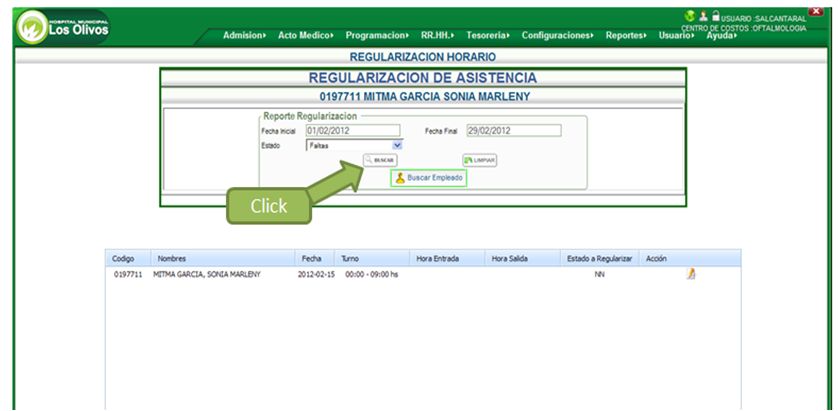 HOSPITAL MUNICIPAL
Los Olivos
USUARIO :SALCANTARAL
CENTRO DE COSTOS :OFTALMOLOGIA
Admision Acto Medico Programacion RR.HH. Tesoreria Configuraciones Reportes Usuario Ayuda
REGULARIZACION HORARIO
REGULARIZACION DE ASISTENCIA
0197711 MITMA GARCIA SONIA MARLENY
Reporte Regularizacion
Fecha Inicial 01/02/2012 Fecha Final 29/02/2012
Estado Faltas
BUSCAR LIMPIAR
Buscar Empleado
Click
Codigo Nombres Fecha Turno Hora Entrada Hora Salida Estado a Regularizar Acción
0197711 MITMA GARCIA, SONIA MARLENY 2012-02-15 00:00 - 09:00 hs NN